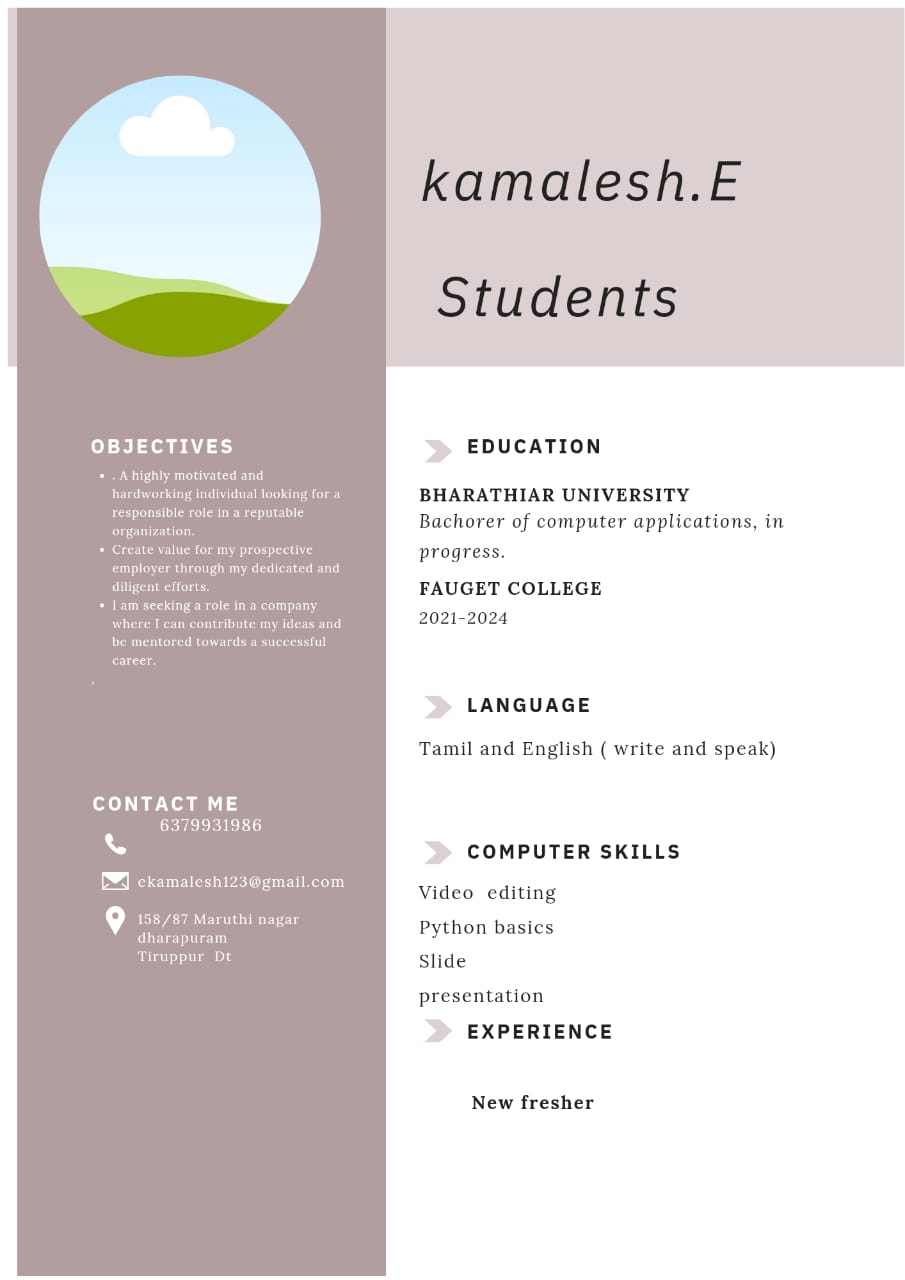 kamalesh.E
Students
OBJECTIVES
. A highly motivated and
hardworking individual looking for a
responsible role in a reputable
organization.
Create value for my prospective
employer through my dedicated and
diligent efforts.
I am seeking a role in a company
where I can contribute my ideas and
be mentored towards a successful
career.
,
CONTACT ME
6379931986
ekamalesh123@gmail.com
158/87 Maruthi nagar
dharapuram
Tiruppur Dt
EDUCATION
BHARATHIAR UNIVERSITY
Bachorer of computer applications, in
progress.
FAUGET COLLEGE
2021-2024
LANGUAGE
Tamil and English ( write and speak)
COMPUTER SKILLS
Video editing
Python basics
Slide
presentation
EXPERIENCE
New fresher